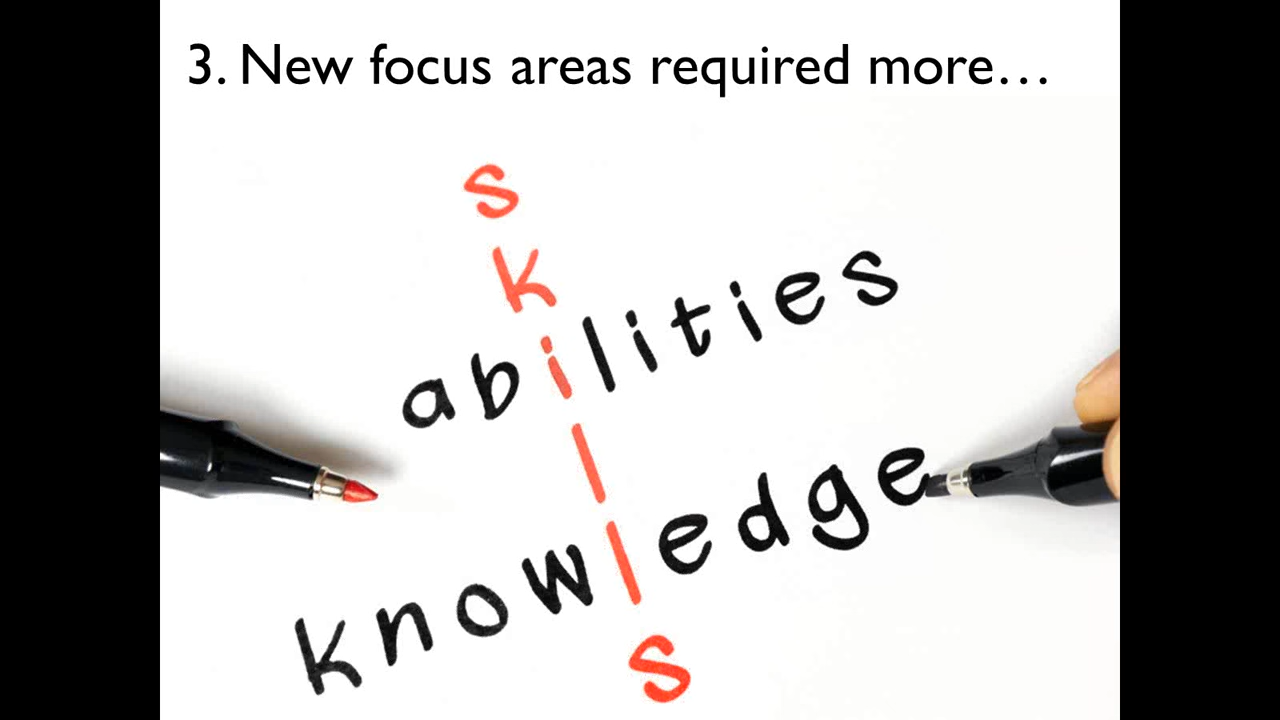 3. New focus areas required more…
skills
abilities
knowledge